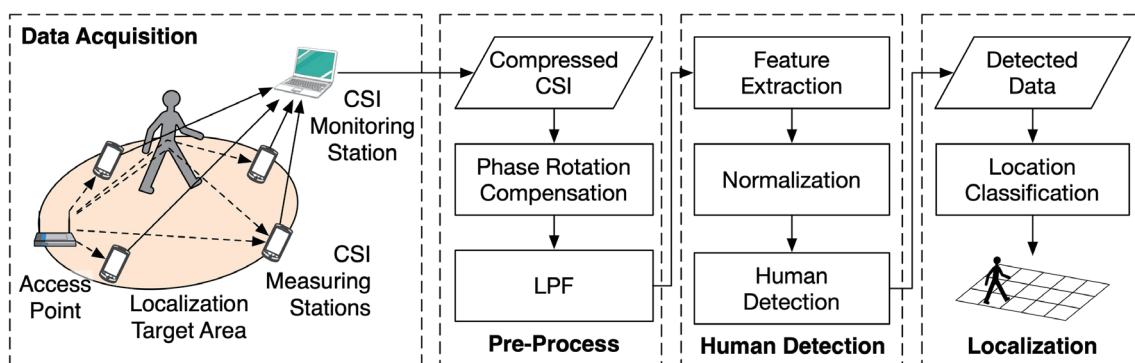 Data Acquisition
CSI
Monitoring
Station
CSI
Measuring
Stations
Access
Point
Localization
Target Area
Compressed
CSI
Phase Rotation
Compensation
LPF
Pre-Process
Feature
Extraction
Normalization
Human
Detection
Human Detection
Detected
Data
Location
Classification
Localization